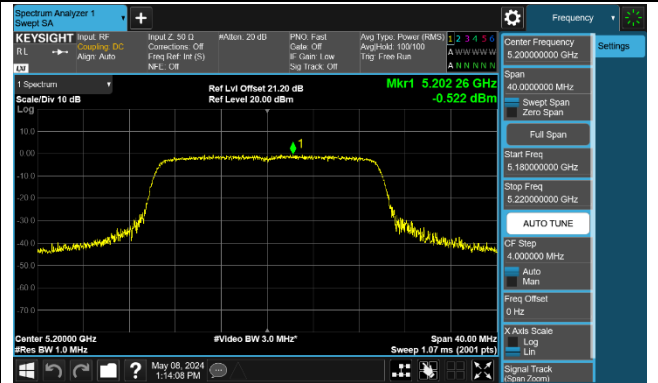 Spectrum Analyzer 1
Swept SA
+
Frequency
KEYSIGHT
RL
LXI
Input: RF
Coupling: DC
Align: Auto
Input Z: 50 Ω
Corrections: Off
Freq Ref: Int (S)
NFE: Off
#Atten: 20 dB
PNO: Fast
Gate: Off
IF Gain: Low
Sig Track: Off
Avg Type: Power (RMS)
Avg|Hold: 100/100
Trig: Free Run
1 2 3 4 5 6
A W W W W W
A N N N N N
1 Spectrum
Scale/Div 10 dB
Log
Ref Lvl Offset 21.20 dB
Ref Level 20.00 dBm
Mkr1 5.202 26 GHz
-0.522 dBm
1
10.0
0.00
-10.0
-20.0
-30.0
-40.0
-50.0
-60.0
-70.0
Center 5.20000 GHz
#Res BW 1.0 MHz
#Video BW 3.0 MHz*
Span 40.00 MHz
Sweep 1.07 ms (2001 pts)
May 08, 2024
1:14:08 PM
?
Center Frequency
5.200000000 GHz
Span
40.0000000 MHz
Swept Span
Zero Span
Full Span
Start Freq
5.180000000 GHz
Stop Freq
5.220000000 GHz
AUTO TUNE
CF Step
4.000000 MHz
Auto
Man
Freq Offset
0 Hz
X Axis Scale
Log
Lin
Signal Track
(Span Zoom)
Settings